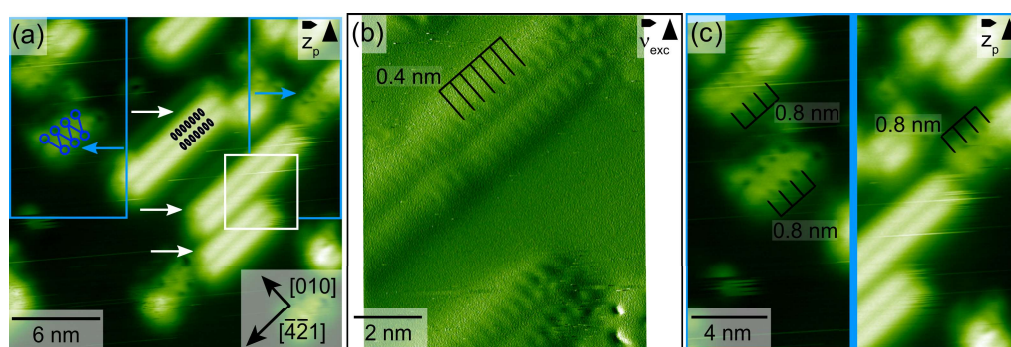 (a)
z_p
[010]
[4̅2̅1]
6 nm
(b)
ν_exc
0.4 nm
2 nm
(c)
z_p
0.8 nm
0.8 nm
0.8 nm
4 nm